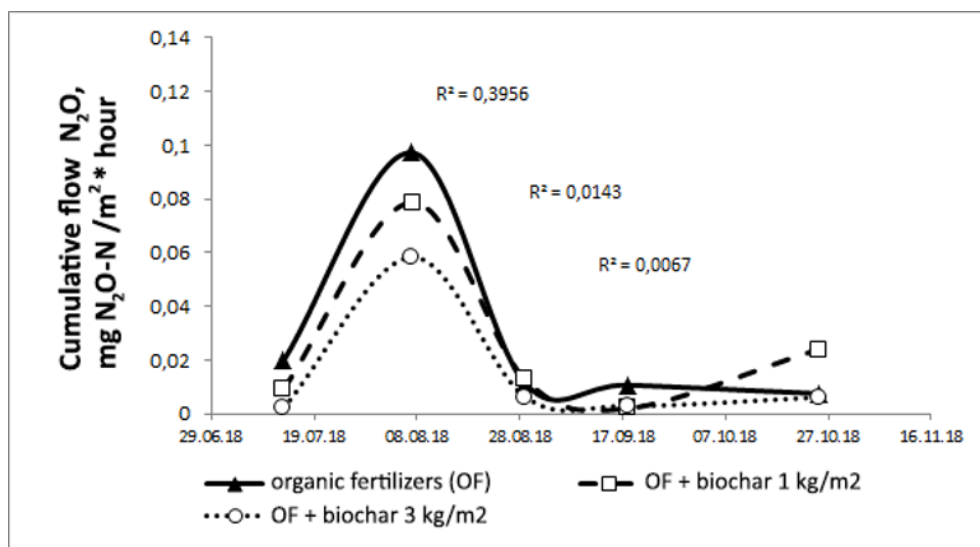 Cumulative flow N₂O,
mg N₂O-N /m² * hour
0,14
0,12
0,1
0,08
0,06
0,04
0,02
0
R² = 0,3956
R² = 0,0143
R² = 0,0067
29.06.18 19.07.18 08.08.18 28.08.18 17.09.18 07.10.18 27.10.18 16.11.18
organic fertilizers (OF) OF + biochar 1 kg/m2
OF + biochar 3 kg/m2